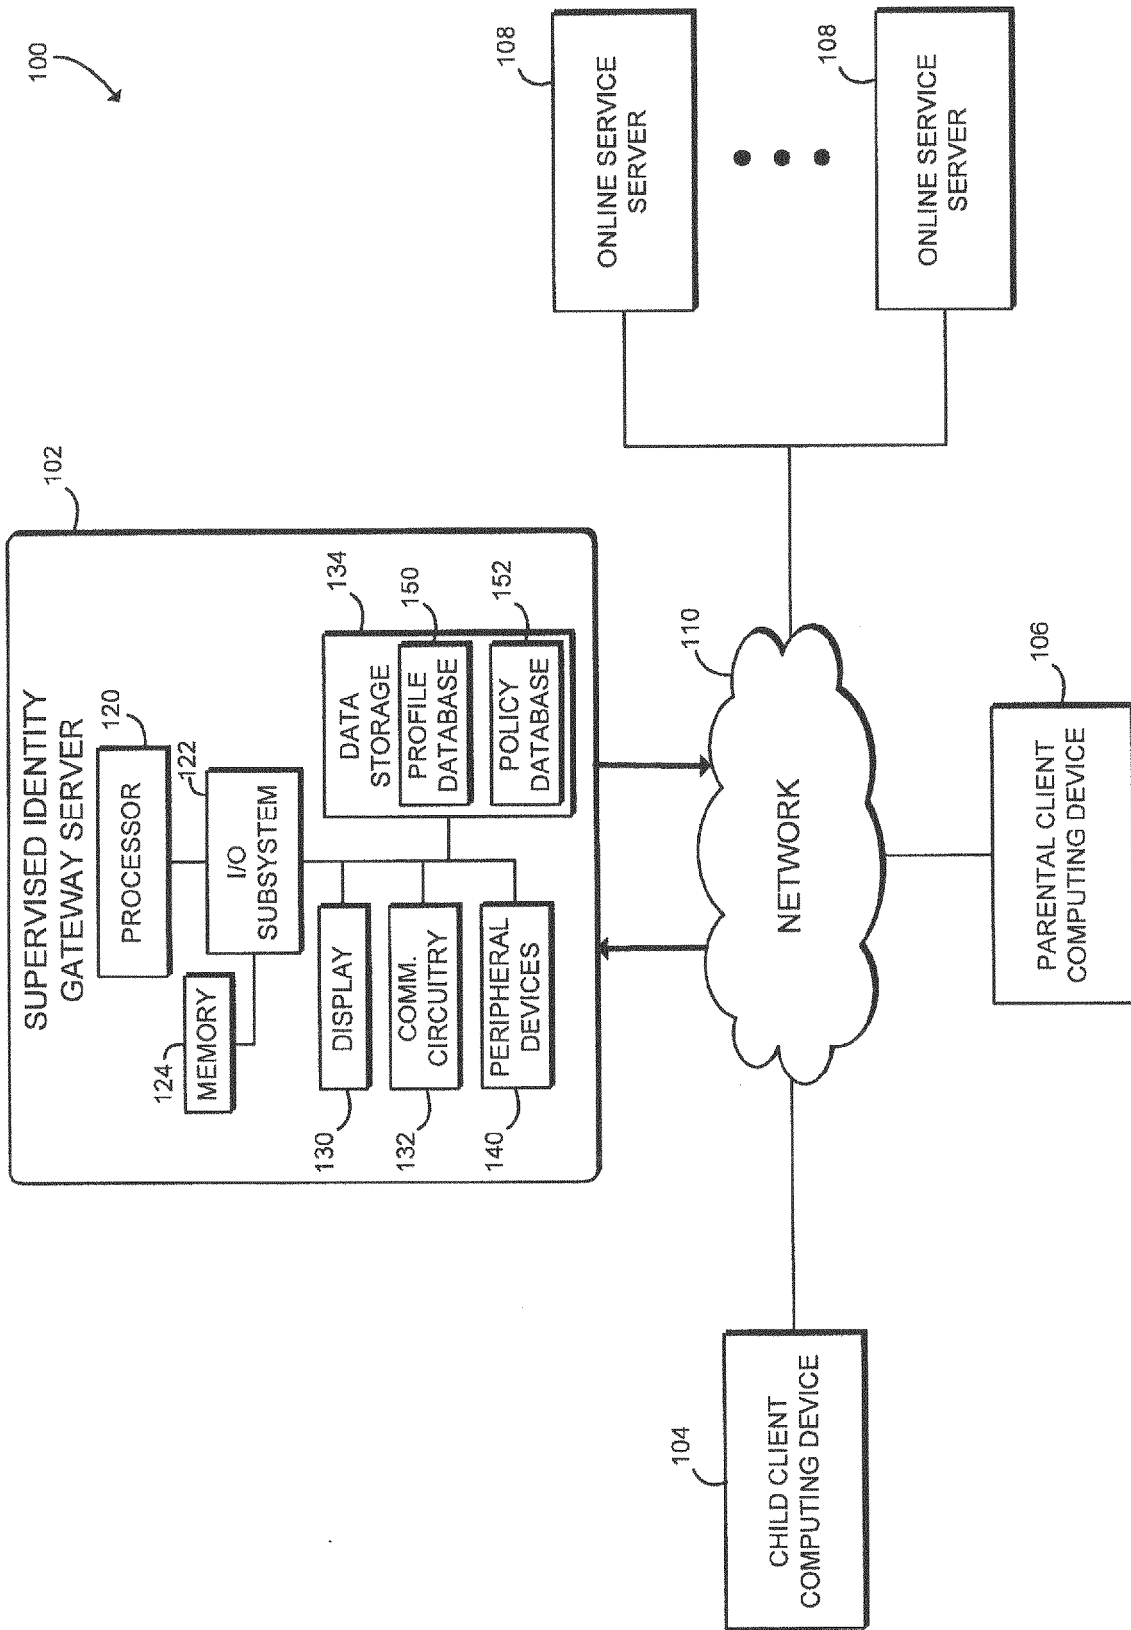 100
SUPERVISED IDENTITY
GATEWAY SERVER
102
PROCESSOR
120
I/O
SUBSYSTEM
122
124
MEMORY
130
DISPLAY
132
COMM.
CIRCUITRY
140
PERIPHERAL
DEVICES
DATA
STORAGE
134
PROFILE
DATABASE
150
POLICY
DATABASE
152
108
ONLINE SERVICE
SERVER
108
ONLINE SERVICE
SERVER
110
NETWORK
104
CHILD CLIENT
COMPUTING DEVICE
106
PARENTAL CLIENT
COMPUTING DEVICE